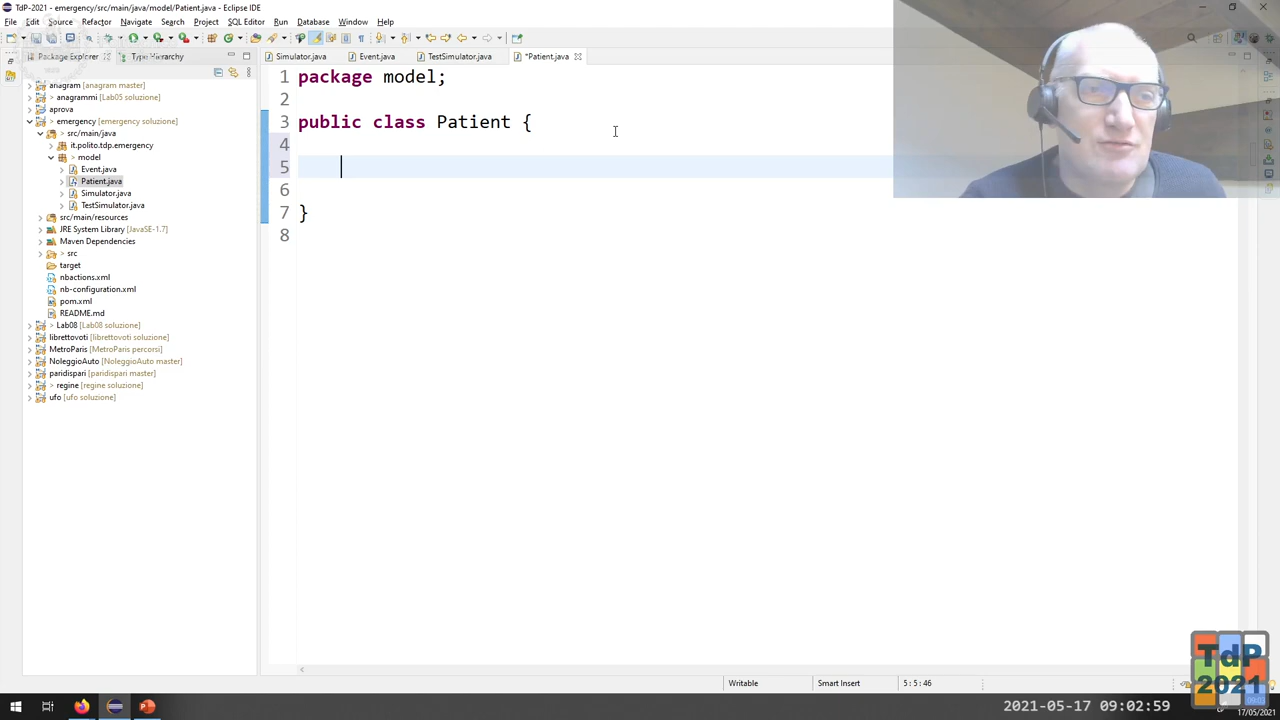 TdP-2021 - emergency/src/main/java/model/Patient.java - Eclipse IDE
File Edit Source Refactor Navigate Search Project SQL Editor Run Database Window Help
Package Explorer Type Hierarchy
Simulator.java Event.java TestSimulator.java *Patient.java
anagram [anagram master]
> anagrammi [Lab05 soluzione]
aprova
emergency [emergency soluzione]
> src/main/java
it.polito.tdp.emergency
> model
Event.java
Patient.java
Simulator.java
TestSimulator.java
src/main/resources
JRE System Library [JavaSE-1.7]
Maven Dependencies
> src
target
nbactions.xml
nb-configuration.xml
pom.xml
README.md
> Lab08 [Lab08 soluzione]
librettovoti [librettovoti soluzione]
MetroParis [MetroParis percorsi]
NoleggioAuto [NoleggioAuto master]
paridispari [paridispari master]
> regine [regine soluzione]
ufo [ufo soluzione]
1 package model;
2
3 public class Patient {
4
5
6
7 }
8
Writable Smart Insert 5 : 5 : 46
TdP
2021
2021-05-17 09:02:59
17/05/2021